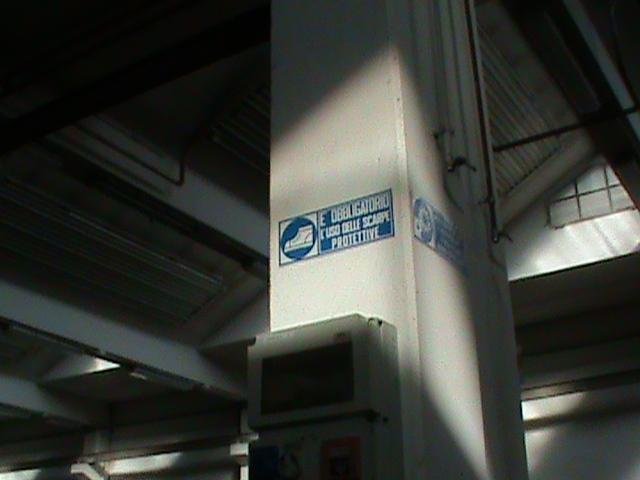 E' OBBLIGATORIO
L'USO DELLE SCARPE
PROTETTIVE